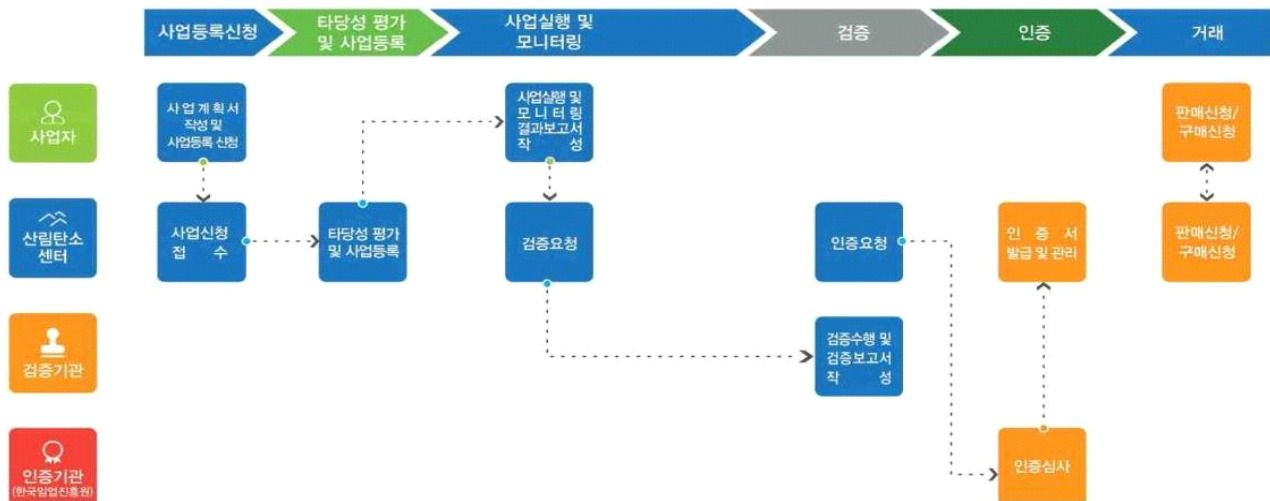 사업등록신청
타당성 평가
및 사업등록
사업실행 및
모니터링
검증
인증
거래
사업자
사 업 계 획 서
작성 및
사업등록 신청
사업실행 및
모 니 터 링
결과보고서
작 성
판매신청/
구매신청
산림탄소
센터
사업신청
접 수
타당성 평가
및 사업등록
검증요청
인증요청
인 증 서
발급 및 관리
판매신청/
구매신청
검증기관
검증수행 및
검증보고서
작 성
인증기관
(한국임업진흥원)
인증심사